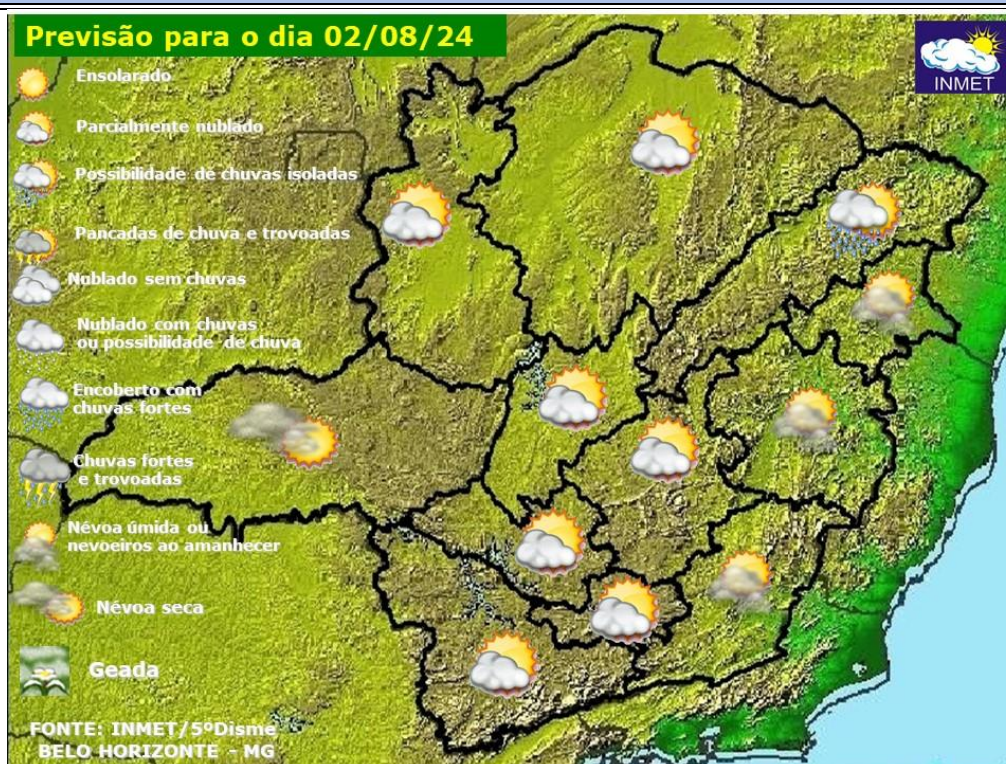 Previsão para o dia 02/08/24
INMET
Ensolarado
Parcialmente nublado
Possibilidade de chuvas isoladas
Pancadas de chuva e trovoadas
Nublado sem chuvas
Nublado com chuvas
ou possibilidade de chuva
Encoberto com
chuvas fortes
Chuvas fortes
e trovoadas
Névoa úmida ou
nevoeiros ao amanhecer
Névoa seca
Geada
FONTE: INMET/5ºDisme
BELO HORIZONTE - MG